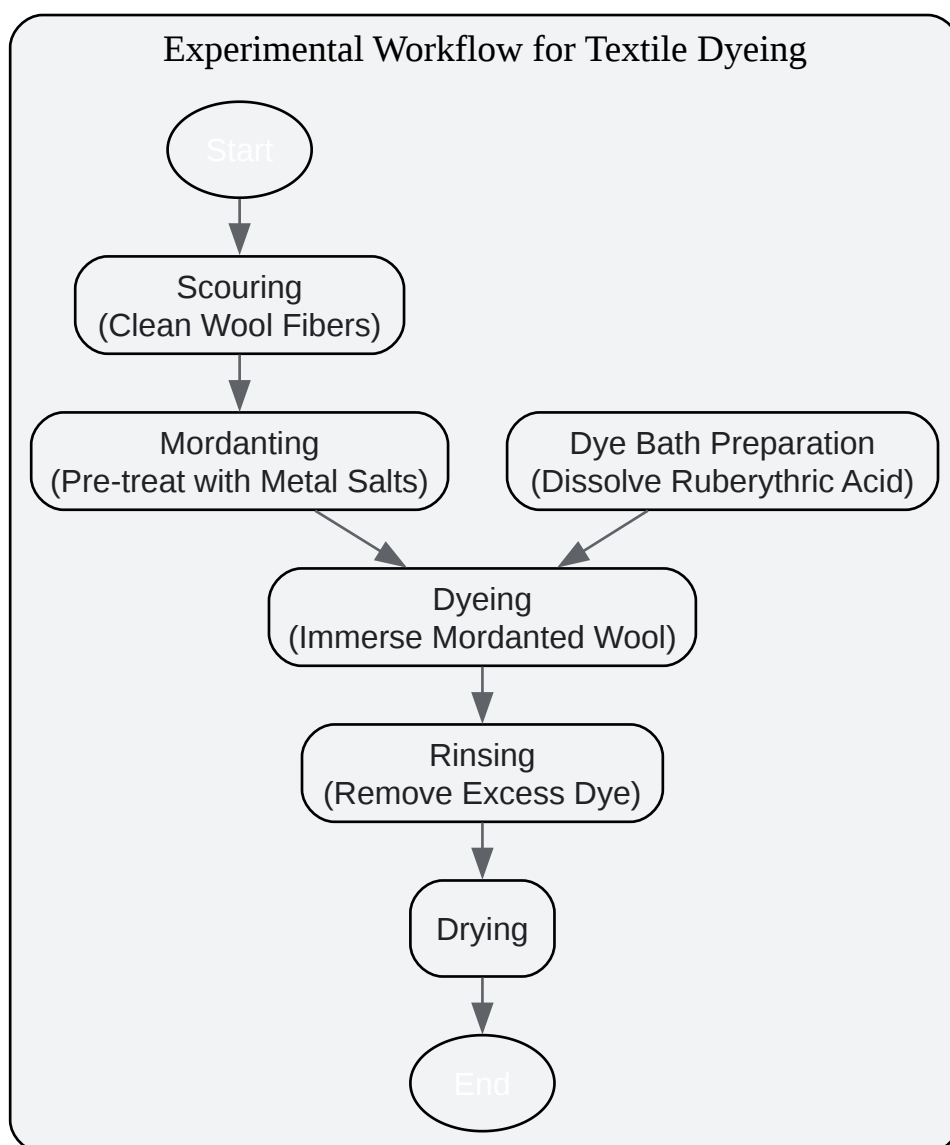 Experimental Workflow for Textile Dyeing
Start
Scouring
(Clean Wool Fibers)
Mordanting
(Pre-treat with Metal Salts)
Dye Bath Preparation
(Dissolve Ruberythric Acid)
Dyeing
(Immerse Mordanted Wool)
Rinsing
(Remove Excess Dye)
Drying
End